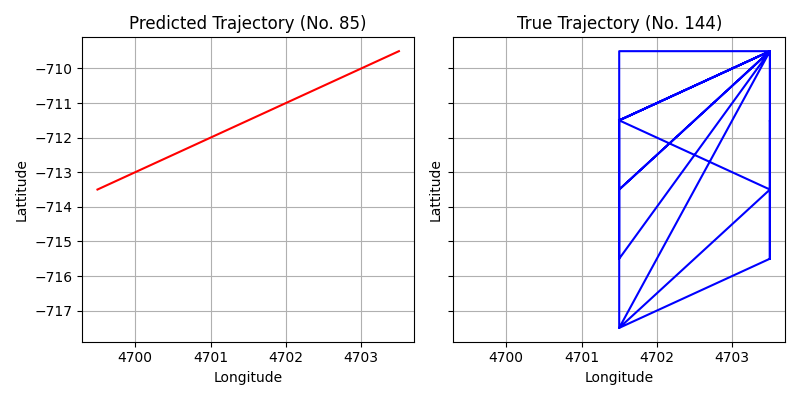 Predicted Trajectory (No. 85)
True Trajectory (No. 144)
Lattitude
−710
−711
−712
−713
−714
−715
−716
−717
4700
4701
4702
4703
Longitude
Lattitude
4700
4701
4702
4703
Longitude